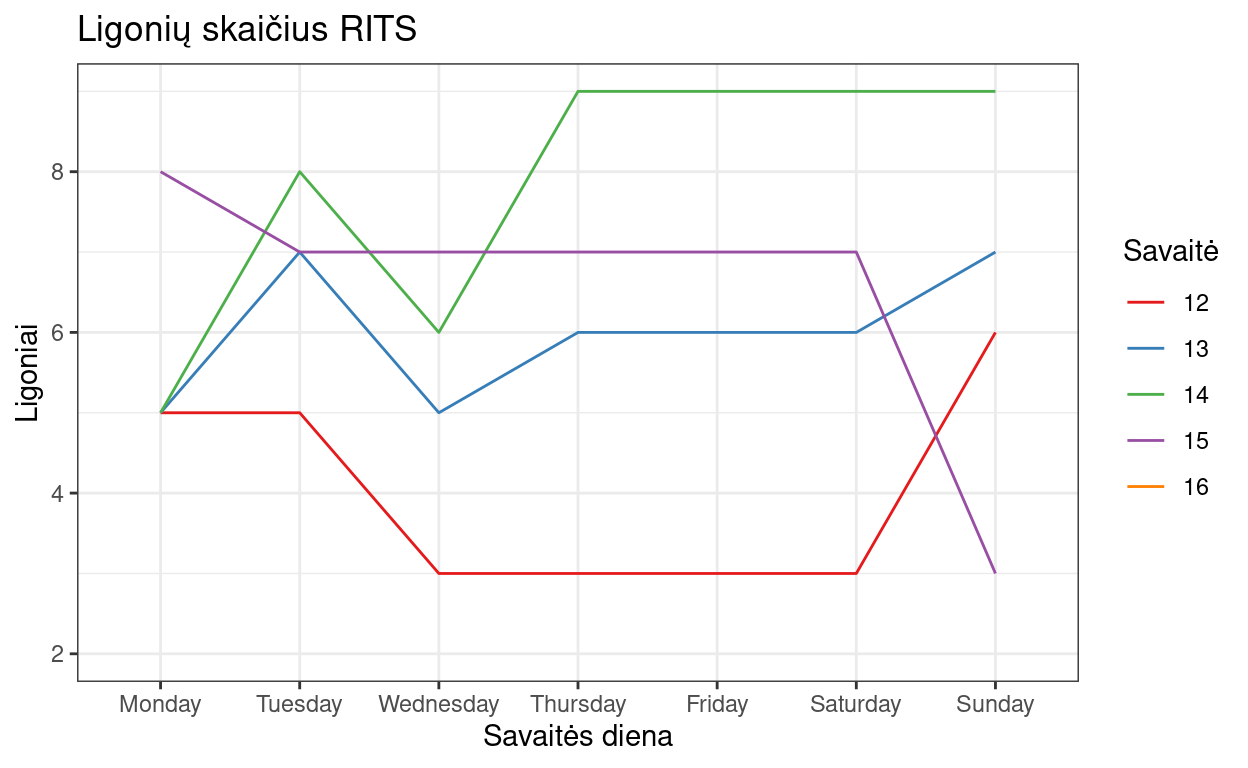 Ligonių skaičius RITS
Ligoniai
8
6
4
2
Monday Tuesday Wednesday Thursday Friday Saturday Sunday
Savaitės diena
Savaitė
12
13
14
15
16